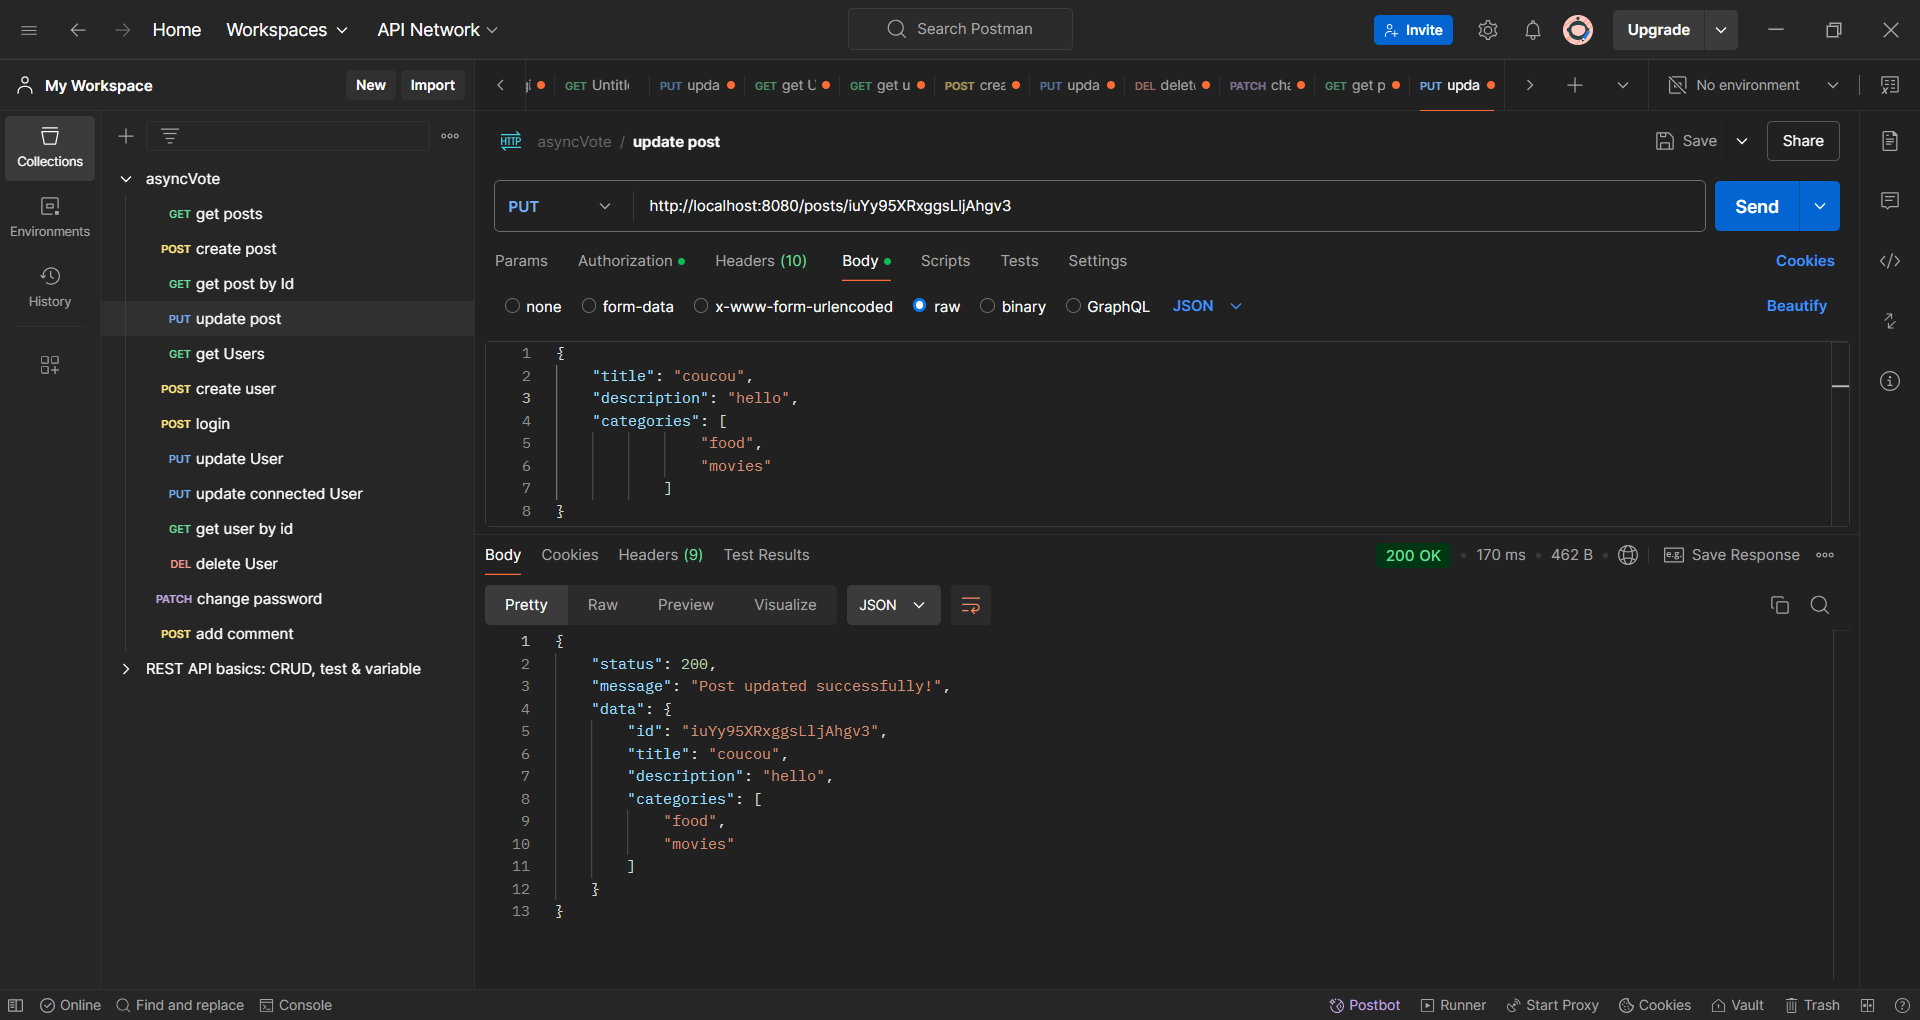 Home Workspaces API Network Search Postman Invite Upgrade
My Workspace New Import
GET Untitl PUT upda GET get U GET get u POST crea PUT upda DEL delet PATCH cha GET get p PUT upda No environment
Collections
Environments
History
asyncVote
GET get posts
POST create post
GET get post by Id
PUT update post
GET get Users
POST create user
POST login
PUT update User
PUT update connected User
GET get user by id
DEL delete User
PATCH change password
POST add comment
REST API basics: CRUD, test & variable
HTTP asyncVote / update post Save Share
PUT http://localhost:8080/posts/iuYy95XRxggsLljAhgv3 Send
Params Authorization Headers (10) Body Scripts Tests Settings Cookies
none form-data x-www-form-urlencoded raw binary GraphQL JSON Beautify
1 {
2 "title": "coucou",
3 "description": "hello",
4 "categories": [
5 "food",
6 "movies"
7 ]
8 }
Body Cookies Headers (9) Test Results 200 OK 170 ms 462 B e.g. Save Response
Pretty Raw Preview Visualize JSON
1 {
2 "status": 200,
3 "message": "Post updated successfully!",
4 "data": {
5 "id": "iuYy95XRxggsLljAhgv3",
6 "title": "coucou",
7 "description": "hello",
8 "categories": [
9 "food",
10 "movies"
11 ]
12 }
13 }
Online Find and replace Console Postbot Runner Start Proxy Cookies Vault Trash